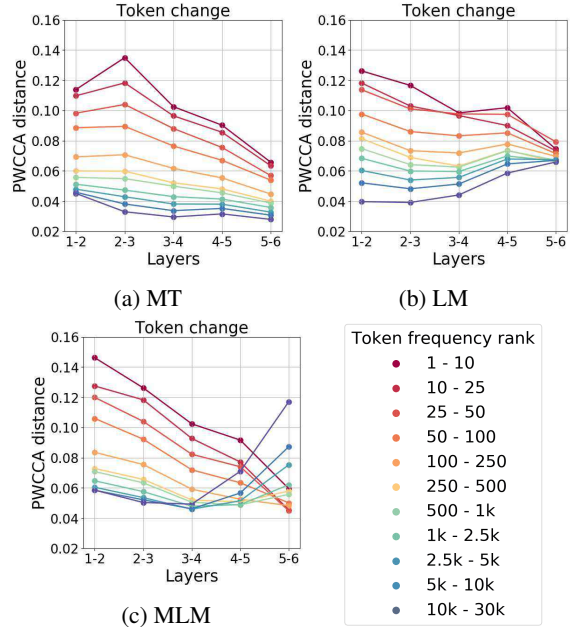 Token change
0.16
0.14
0.12
0.10
0.08
0.06
0.04
0.02
PWCCA distance
1-2 2-3 3-4 4-5 5-6
Layers
(a) MT
Token change
0.16
0.14
0.12
0.10
0.08
0.06
0.04
0.02
PWCCA distance
1-2 2-3 3-4 4-5 5-6
Layers
(b) LM
Token change
0.16
0.14
0.12
0.10
0.08
0.06
0.04
0.02
PWCCA distance
1-2 2-3 3-4 4-5 5-6
Layers
(c) MLM
Token frequency rank
1 - 10
10 - 25
25 - 50
50 - 100
100 - 250
250 - 500
500 - 1k
1k - 2.5k
2.5k - 5k
5k - 10k
10k - 30k